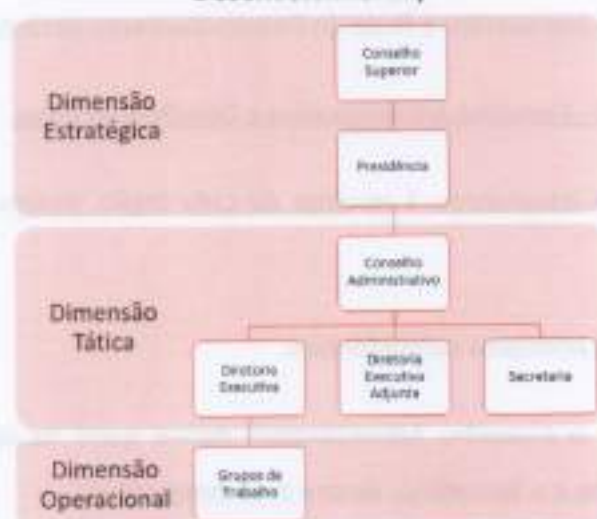 Dimensão
Estratégica
Conselho
Superior
Presidência
Dimensão
Tática
Conselho
Administrativo
Diretoria
Executiva
Diretoria
Executiva
Adjunta
Secretaria
Dimensão
Operacional
Grupos de
Trabalho